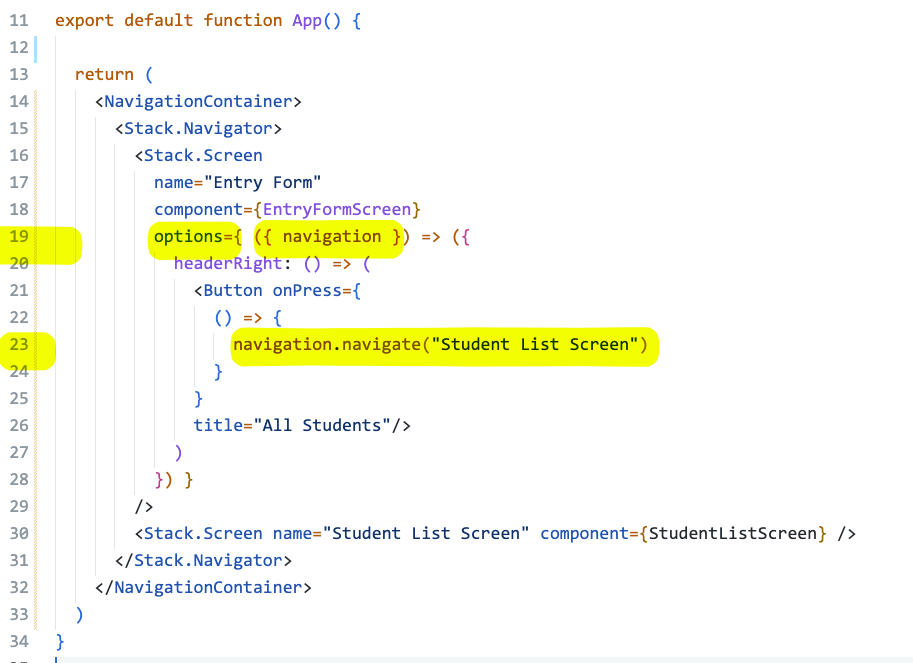 11 export default function App() {
12
13   return (
14     <NavigationContainer>
15       <Stack.Navigator>
16         <Stack.Screen
17           name="Entry Form"
18           component={EntryFormScreen}
19           options={ ({ navigation }) => ({
20             headerRight: () => (
21               <Button onPress={
22                 () => {
23                   navigation.navigate("Student List Screen")
24                 }
25               }
26               title="All Students"/>
27             )
28           }) }
29         />
30         <Stack.Screen name="Student List Screen" component={StudentListScreen} />
31       </Stack.Navigator>
32     </NavigationContainer>
33   )
34 }